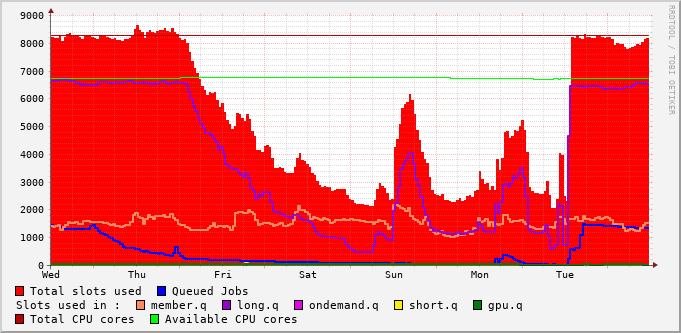 9000
8000
7000
6000
5000
4000
3000
2000
1000
0
Wed Thu Fri Sat Sun Mon Tue
RRDTOOL / TOBI OETIKER
Total slots used Queued Jobs
Slots used in : member.q long.q ondemand.q short.q gpu.q
Total CPU cores Available CPU cores